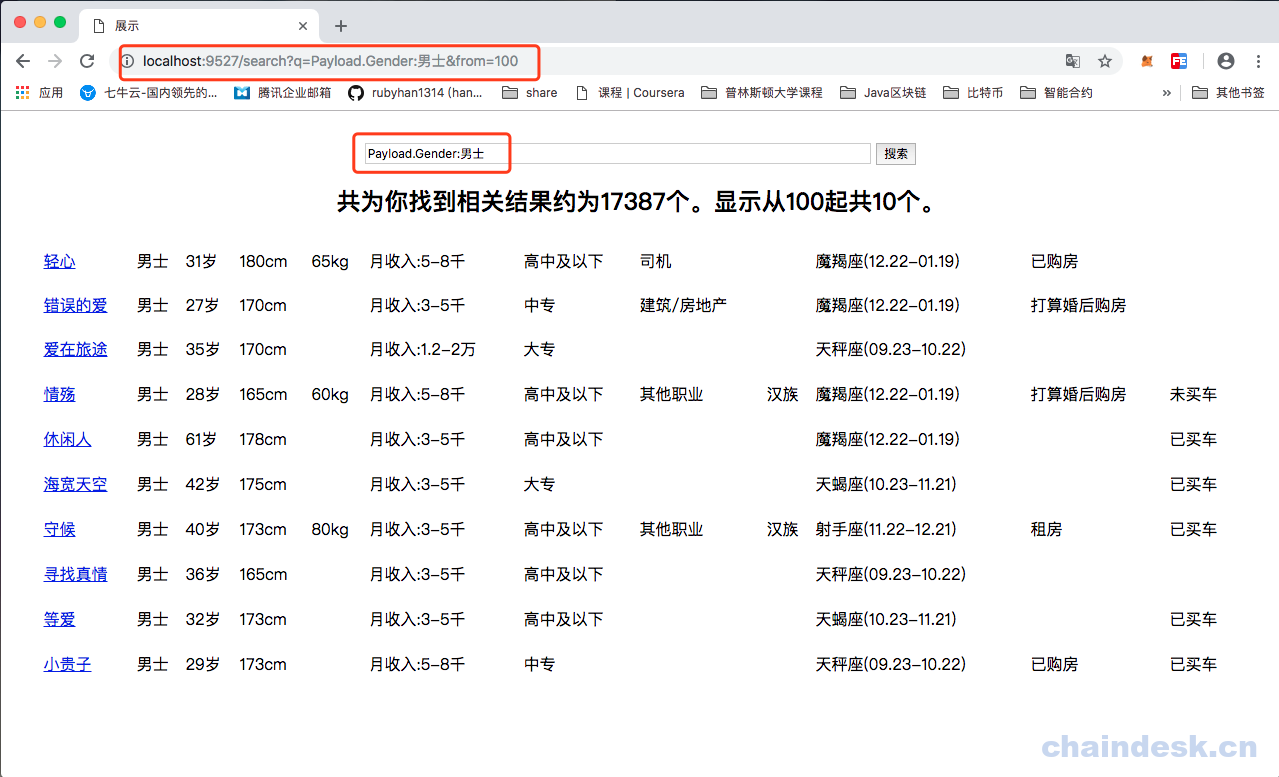 展示
localhost:9527/search?q=Payload.Gender:男士&from=100
应用 七牛云-国内领先的... 腾讯企业邮箱 rubyhan1314 (han... share 课程 | Coursera 普林斯顿大学课程 Java区块链 比特币 智能合约 » 其他书签
Payload.Gender:男士 搜索
共为你找到相关结果约为17387个。显示从100起共10个。
轻心 男士 31岁 180cm 65kg 月收入:5-8千 高中及以下 司机 魔羯座(12.22-01.19) 已购房
错误的爱 男士 27岁 170cm 月收入:3-5千 中专 建筑/房地产 魔羯座(12.22-01.19) 打算婚后购房
爱在旅途 男士 35岁 170cm 月收入:1.2-2万 大专 天秤座(09.23-10.22)
情殇 男士 28岁 165cm 60kg 月收入:5-8千 高中及以下 其他职业 汉族 魔羯座(12.22-01.19) 打算婚后购房 未买车
休闲人 男士 61岁 178cm 月收入:3-5千 高中及以下 魔羯座(12.22-01.19) 已买车
海宽天空 男士 42岁 175cm 月收入:3-5千 大专 天蝎座(10.23-11.21) 已买车
守候 男士 40岁 173cm 80kg 月收入:3-5千 高中及以下 其他职业 汉族 射手座(11.22-12.21) 租房 已买车
寻找真情 男士 36岁 165cm 月收入:3-5千 高中及以下 天秤座(09.23-10.22)
等爱 男士 32岁 173cm 月收入:3-5千 高中及以下 天蝎座(10.23-11.21) 已买车
小贵子 男士 29岁 173cm 月收入:5-8千 中专 天秤座(09.23-10.22) 已购房 已买车
chaindesk.cn